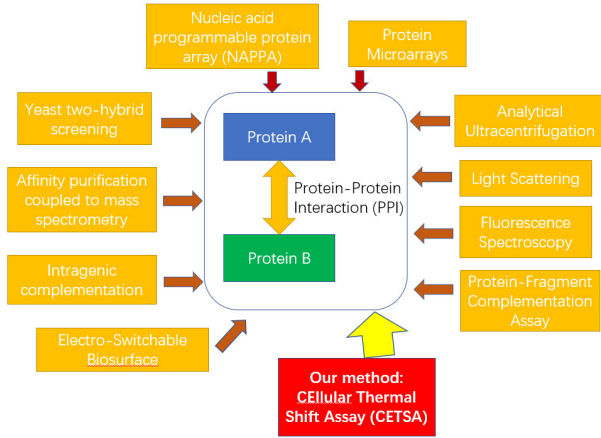 Nucleic acid
programmable protein
array (NAPPA)
Protein
Microarrays
Yeast two-hybrid
screening
Analytical
Ultracentrifugation
Protein A
Affinity purification
coupled to mass
spectrometry
Protein-Protein
Interaction (PPI)
Light Scattering
Fluorescence
Spectroscopy
Protein B
Intragenic
complementation
Protein-Fragment
Complementation
Assay
Electro-Switchable
Biosurface
Our method:
CEllular Thermal
Shift Assay (CETSA)